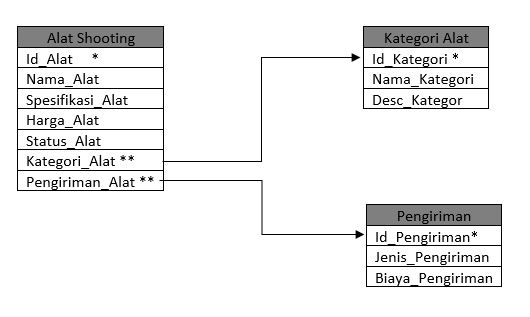 Alat Shooting
Id_Alat *
Nama_Alat
Spesifikasi_Alat
Harga_Alat
Status_Alat
Kategori_Alat **
Pengiriman_Alat **
Kategori Alat
Id_Kategori *
Nama_Kategori
Desc_Kategor
Pengiriman
Id_Pengiriman*
Jenis_Pengiriman
Biaya_Pengiriman